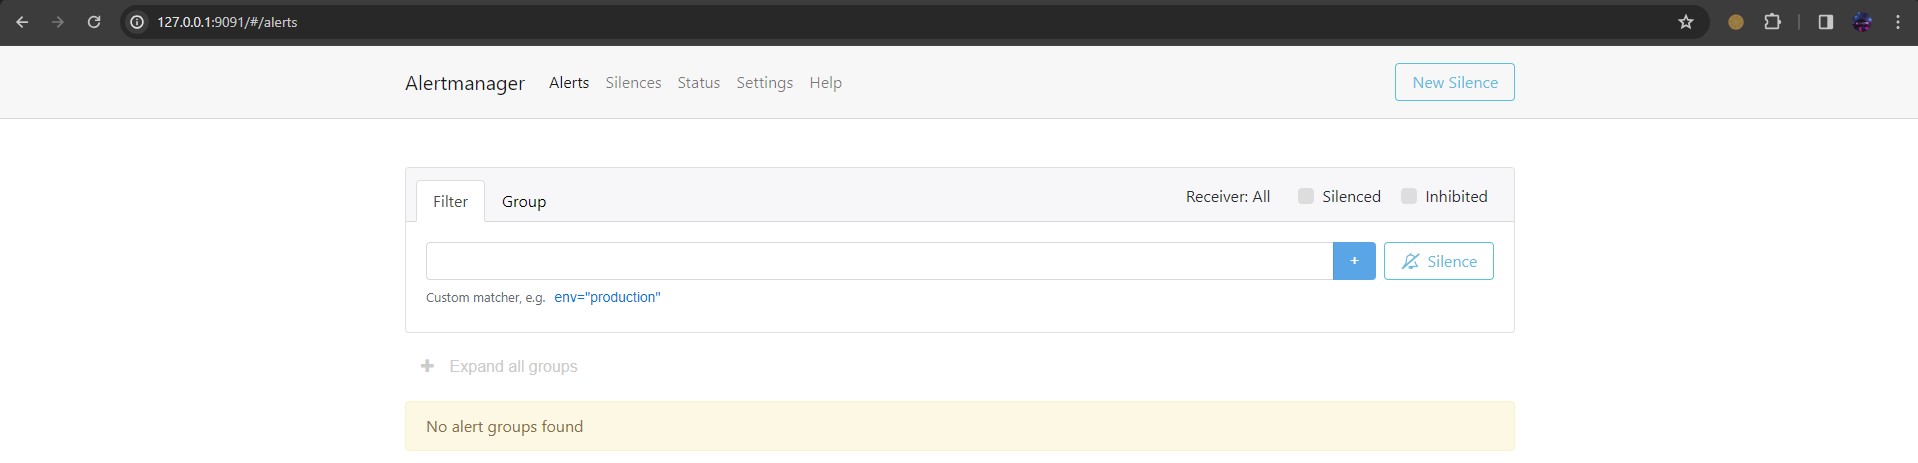 127.0.0.1:9091/#/alerts
Alertmanager Alerts Silences Status Settings Help New Silence
Filter Group Receiver: All Silenced Inhibited
+ Silence
Custom matcher, e.g. env="production"
+ Expand all groups
No alert groups found